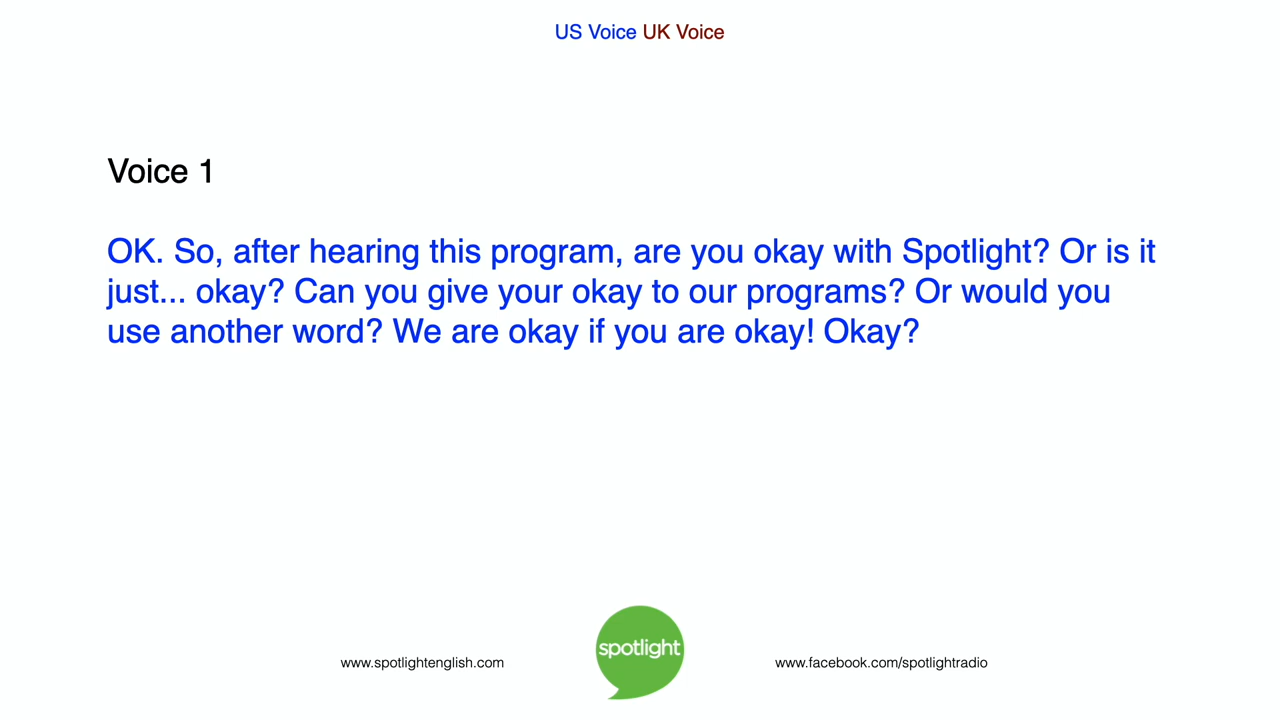 US Voice UK Voice
Voice 1
OK. So, after hearing this program, are you okay with Spotlight? Or is it
just... okay? Can you give your okay to our programs? Or would you
use another word? We are okay if you are okay! Okay?
spotlight
www.spotlightenglish.com
www.facebook.com/spotlightradio